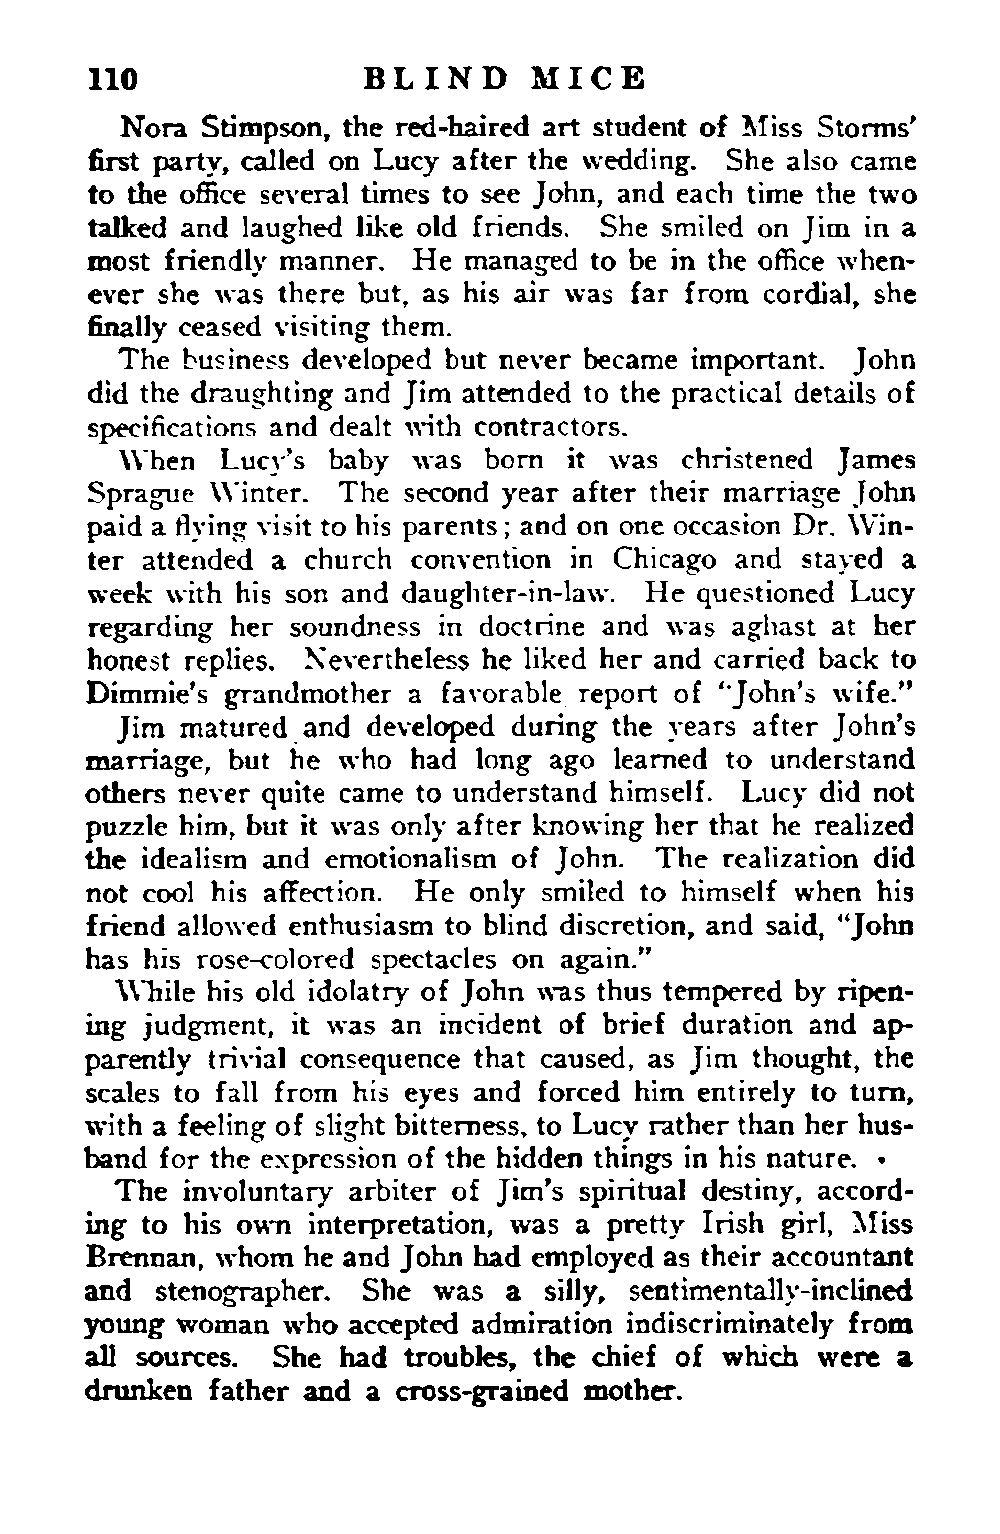 110 BLIND MICE
Nora Stimpson, the red-haired art student of Miss Storms'
first party, called on Lucy after the wedding. She also came
to the office several times to see John, and each time the two
talked and laughed like old friends. She smiled on Jim in a
most friendly manner. He managed to be in the office when-
ever she was there but, as his air was far from cordial, she
finally ceased visiting them.
The business developed but never became important. John
did the draughting and Jim attended to the practical details of
specifications and dealt with contractors.
When Lucy's baby was born it was christened James
Sprague Winter. The second year after their marriage John
paid a flying visit to his parents; and on one occasion Dr. Win-
ter attended a church convention in Chicago and stayed a
week with his son and daughter-in-law. He questioned Lucy
regarding her soundness in doctrine and was aghast at her
honest replies. Nevertheless he liked her and carried back to
Dimmie's grandmother a favorable report of "John's wife."
Jim matured and developed during the years after John's
marriage, but he who had long ago learned to understand
others never quite came to understand himself. Lucy did not
puzzle him, but it was only after knowing her that he realized
the idealism and emotionalism of John. The realization did
not cool his affection. He only smiled to himself when his
friend allowed enthusiasm to blind discretion, and said, "John
has his rose-colored spectacles on again."
While his old idolatry of John was thus tempered by ripen-
ing judgment, it was an incident of brief duration and ap-
parently trivial consequence that caused, as Jim thought, the
scales to fall from his eyes and forced him entirely to turn,
with a feeling of slight bitterness, to Lucy rather than her hus-
band for the expression of the hidden things in his nature.
The involuntary arbiter of Jim's spiritual destiny, accord-
ing to his own interpretation, was a pretty Irish girl, Miss
Brennan, whom he and John had employed as their accountant
and stenographer. She was a silly, sentimentally-inclined
young woman who accepted admiration indiscriminately from
all sources. She had troubles, the chief of which were a
drunken father and a cross-grained mother.